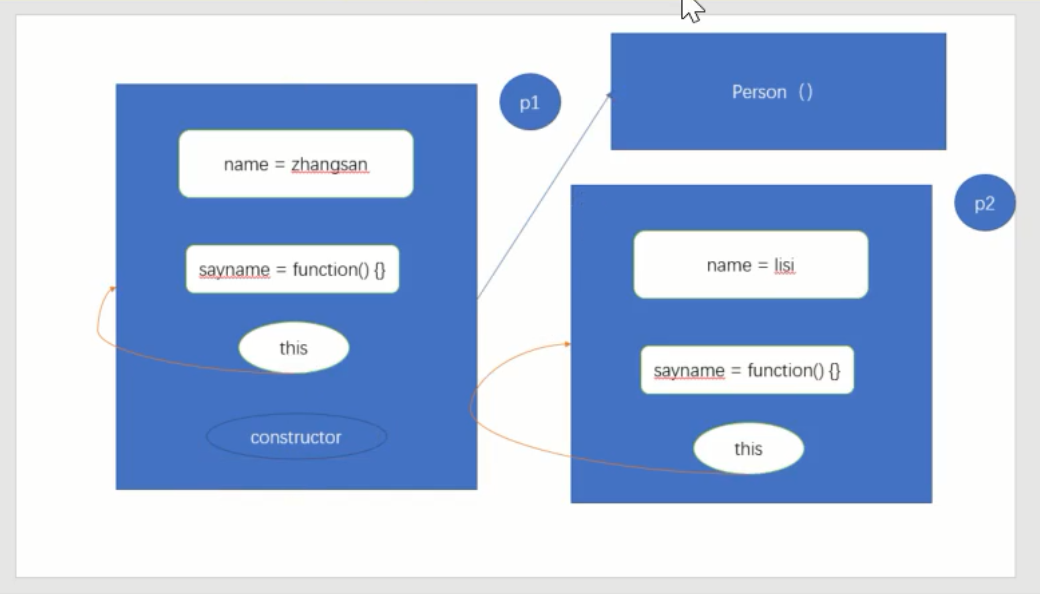 p1
name = zhangsan
sayname = function() {}
this
constructor
Person（）
p2
name = lisi
sayname = function() {}
this